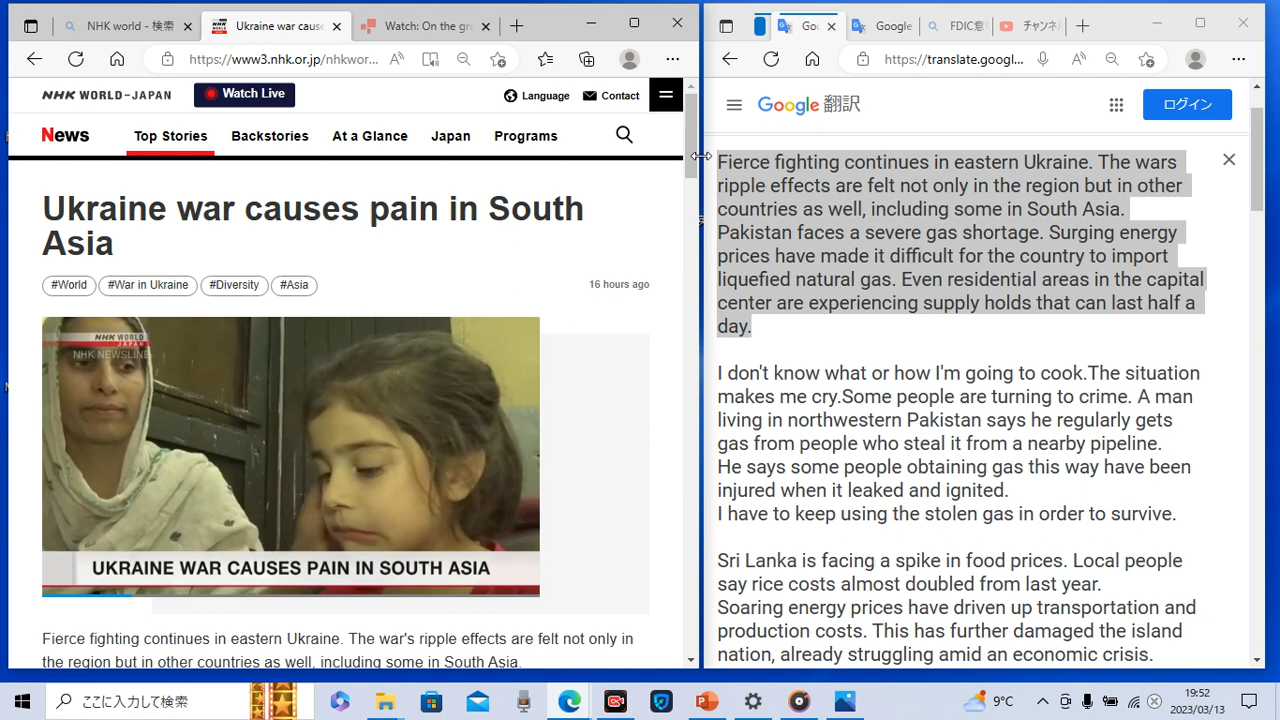 NHK world - 検索
Ukraine war caus
Watch: On the gr
https://www3.nhk.or.jp/nhkwor...
NHK WORLD-JAPAN
Watch Live
Language
Contact
News
Top Stories
Backstories
At a Glance
Japan
Programs
Ukraine war causes pain in South
Asia
#World
#War in Ukraine
#Diversity
#Asia
16 hours ago
NHK WORLD
JAPAN
NHK NEWSLINE
UKRAINE WAR CAUSES PAIN IN SOUTH ASIA
Fierce fighting continues in eastern Ukraine. The war's ripple effects are felt not only in
the region but in other countries as well, including some in South Asia.
Goo
Google
FDIC意
チャンネ
https://translate.googl...
Google 翻訳
ログイン
Fierce fighting continues in eastern Ukraine. The wars
ripple effects are felt not only in the region but in other
countries as well, including some in South Asia.
Pakistan faces a severe gas shortage. Surging energy
prices have made it difficult for the country to import
liquefied natural gas. Even residential areas in the capital
center are experiencing supply holds that can last half a
day.
I don't know what or how I'm going to cook.The situation
makes me cry.Some people are turning to crime. A man
living in northwestern Pakistan says he regularly gets
gas from people who steal it from a nearby pipeline.
He says some people obtaining gas this way have been
injured when it leaked and ignited.
I have to keep using the stolen gas in order to survive.
Sri Lanka is facing a spike in food prices. Local people
say rice costs almost doubled from last year.
Soaring energy prices have driven up transportation and
production costs. This has further damaged the island
nation, already struggling amid an economic crisis.
ここに入力して検索
9°C
19:52
2023/03/13